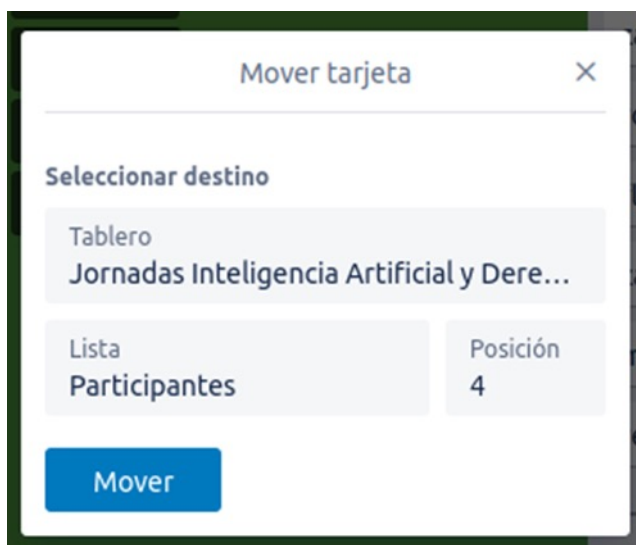 Mover tarjeta
Seleccionar destino
Tablero
Jornadas Inteligencia Artificial y Dere...
Lista
Participantes
Posición
4
Mover